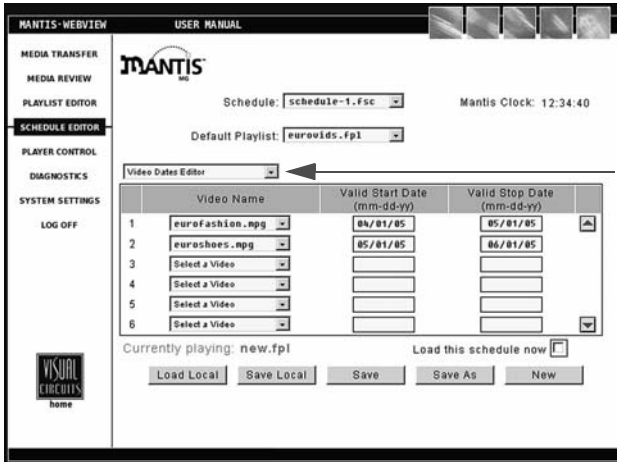 MANTIS-WEBVIEW USER MANUAL
MEDIA TRANSFER
MEDIA REVIEW
PLAYLIST EDITOR
SCHEDULE EDITOR
PLAYER CONTROL
DIAGNOSTICS
SYSTEM SETTINGS
LOG OFF
VISUAL
CIRCUITS
home
MANTIS
MG
Schedule: schedule-1.fsc Mantis Clock: 12:34:40
Default Playlist: eurovids.fpl
Video Dates Editor
Video Name Valid Start Date (mm-dd-yy) Valid Stop Date (mm-dd-yy)
1 eurofashion.mpg 04/01/05 05/01/05
2 euroshoes.mpg 05/01/05 06/01/05
3 Select a Video
4 Select a Video
5 Select a Video
6 Select a Video
Currently playing: new.fpl Load this schedule now
Load Local Save Local Save Save As New